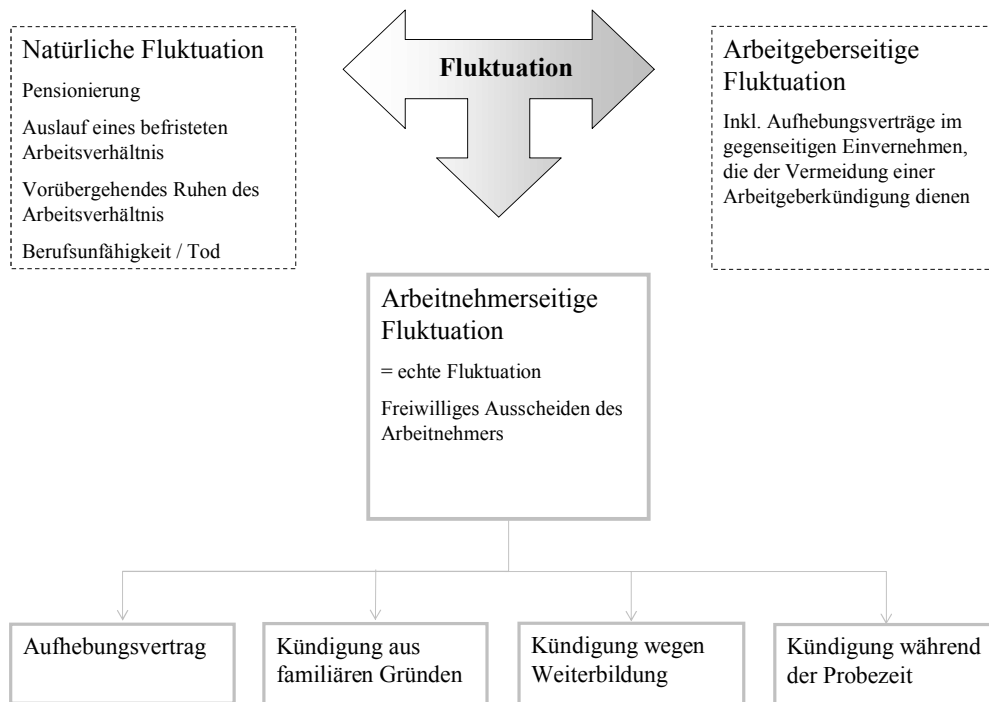 Natürliche Fluktuation
Pensionierung
Auslauf eines befristeten
Arbeitsverhältnis
Vorübergehendes Ruhen des
Arbeitsverhältnis
Berufsunfähigkeit / Tod
Fluktuation
Arbeitgeberseitige
Fluktuation
Inkl. Aufhebungsverträge im
gegenseitigen Einvernehmen,
die der Vermeidung einer
Arbeitgeberkündigung dienen
Arbeitnehmerseitige
Fluktuation
= echte Fluktuation
Freiwilliges Ausscheiden des
Arbeitnehmers
Aufhebungsvertrag
Kündigung aus
familiären Gründen
Kündigung wegen
Weiterbildung
Kündigung während
der Probezeit